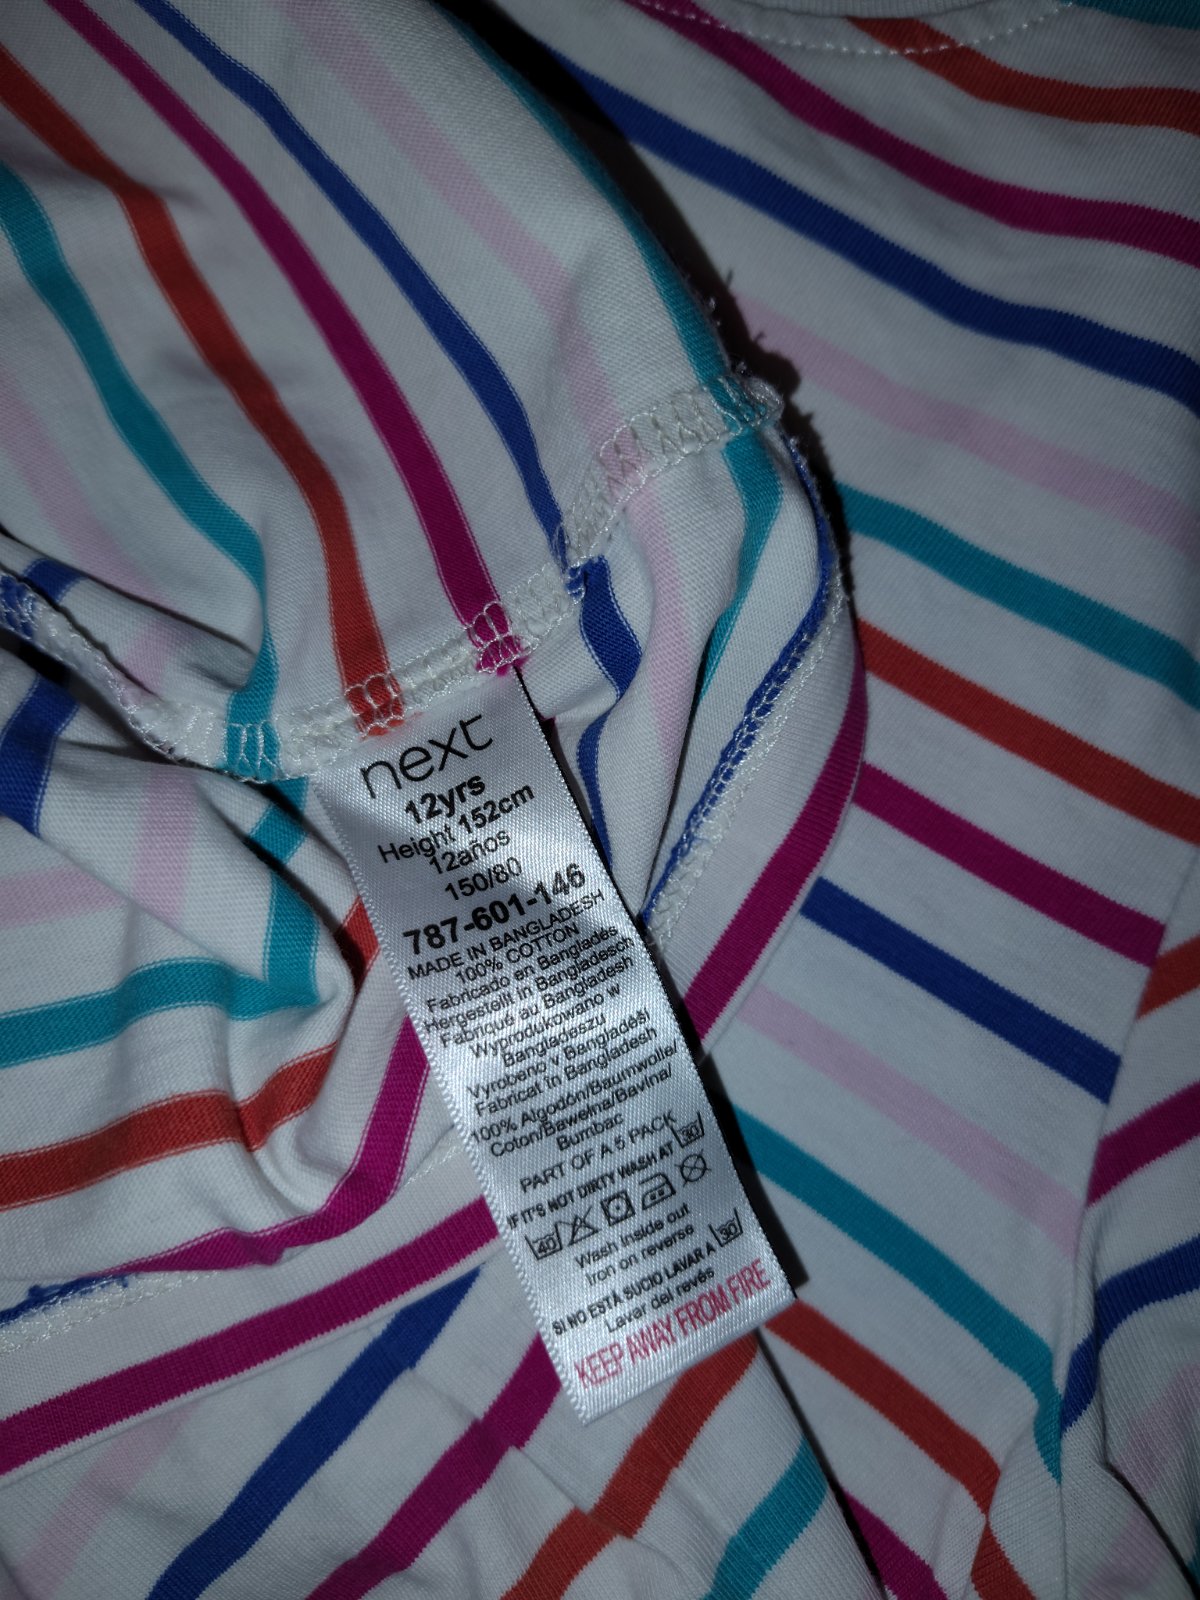 next
12yrs
Height 152cm
12años
150/80
787-601-146
MADE IN BANGLADESH
100% COTTON
Fabricado en Bangladés
Hergestellt in Bangladesch
Fabriqué au Bangladesh
Wyprodukowano w
Bangladeszu
Vyrobeno v Bangladéši
Fabricat în Bangladesh
100% Algodón/Baumwolle/
Coton/Bawełna/Bavlna/
Bumbac
PART OF A 5 PACK
IF IT'S NOT DIRTY WASH AT 30
40
Wash inside out
Iron on reverse
SI NO ESTÁ SUCIO LAVAR A 30
Lavar del revés
KEEP AWAY FROM FIRE